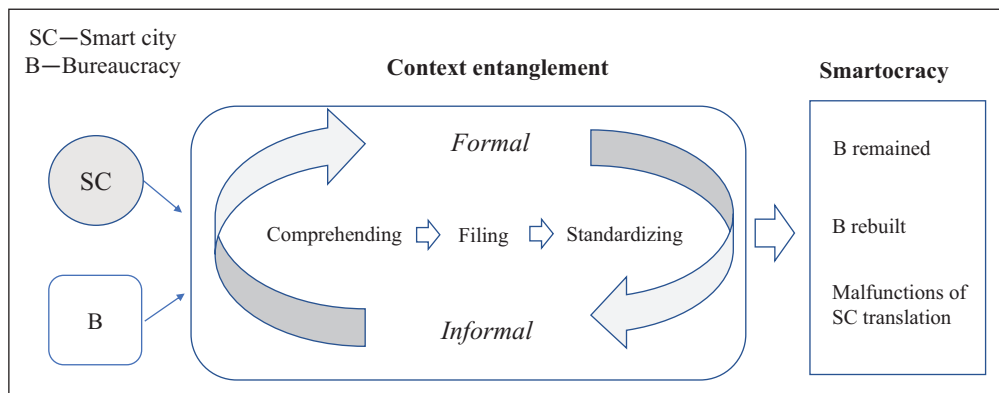 SC—Smart city
B—Bureaucracy
Context entanglement
Smartocracy
Formal
SC
B remained
Comprehending
Filing
Standardizing
B rebuilt
B
Informal
Malfunctions of
SC translation